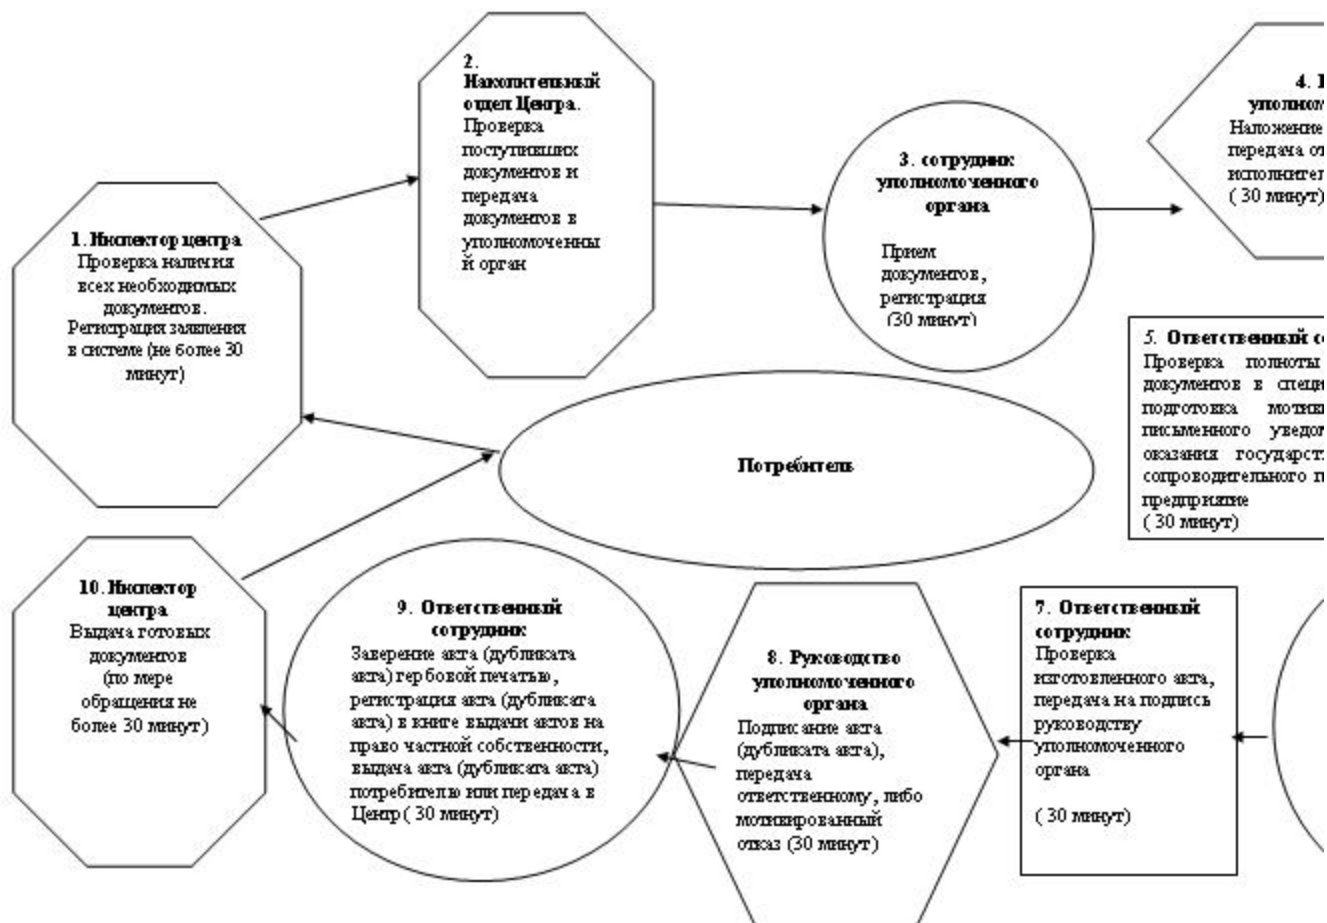 1. Инспектор центра
Проверка наличия
всех необходимых
документов.
Регистрация заявления
в системе (не более 30
минут)
2.
Накопительный
отдел Центра.
Проверка
поступивших
документов и
передача
документов в
уполномоченны
й орган
3. сотрудник
уполномоченного
органа
Прием
документов,
регистрация
(30 минут)
4.
Наложение
передача
( 30 минут)
5. Ответственный
Проверка полноты
документов в
подготовка
письменного
оказания
сопроводительного
предприятие
( 30 минут)
Потребитель
7. Ответственный
сотрудник
Проверка
изготовленного акта,
передача на подпись
руководству
уполномоченного
органа
( 30 минут)
8. Руководство
уполномоченного
органа
Подписание акта
(дубликата акта),
передача
ответственному, либо
мотивированный
отказ (30 минут)
9. Ответственный
сотрудник
Заверение акта (дубликата
акта) гербовой печатью,
регистрация акта (дубликата
акта) в книге выдачи актов на
право частной собственности,
выдача акта (дубликата акта)
потребителю или передача в
Центр ( 30 минут)
10. Инспектор
центра
Выдача готовых
документов
(по мере
обращения не
более 30 минут)